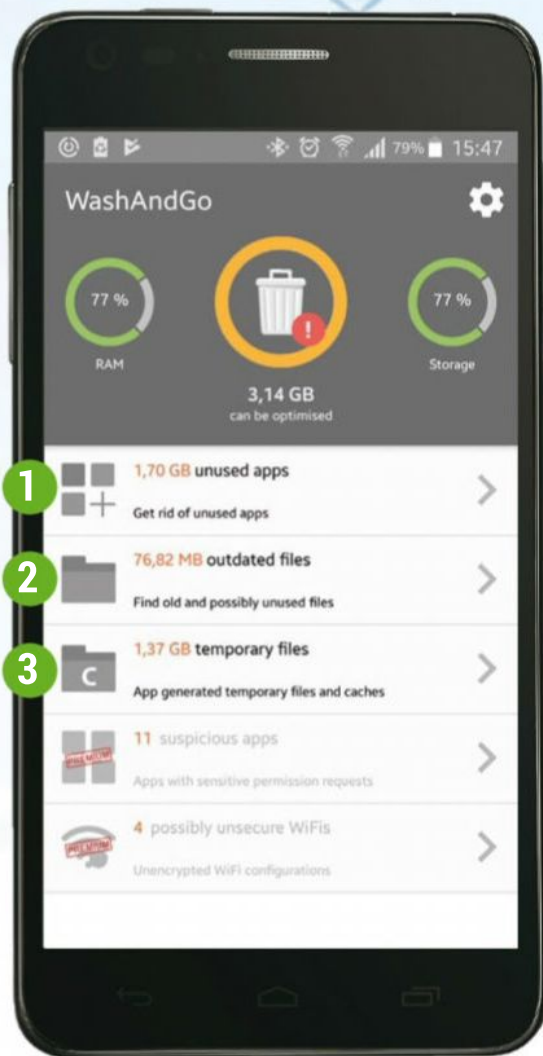 79% 15:47
WashAndGo
77 %
RAM
3,14 GB
can be optimised
77 %
Storage
1
1,70 GB unused apps
Get rid of unused apps
2
76,82 MB outdated files
Find old and possibly unused files
3
C
1,37 GB temporary files
App generated temporary files and caches
PREMIUM
11 suspicious apps
Apps with sensitive permission requests
PREMIUM
4 possibly unsecure WiFis
Unencrypted WiFi configurations